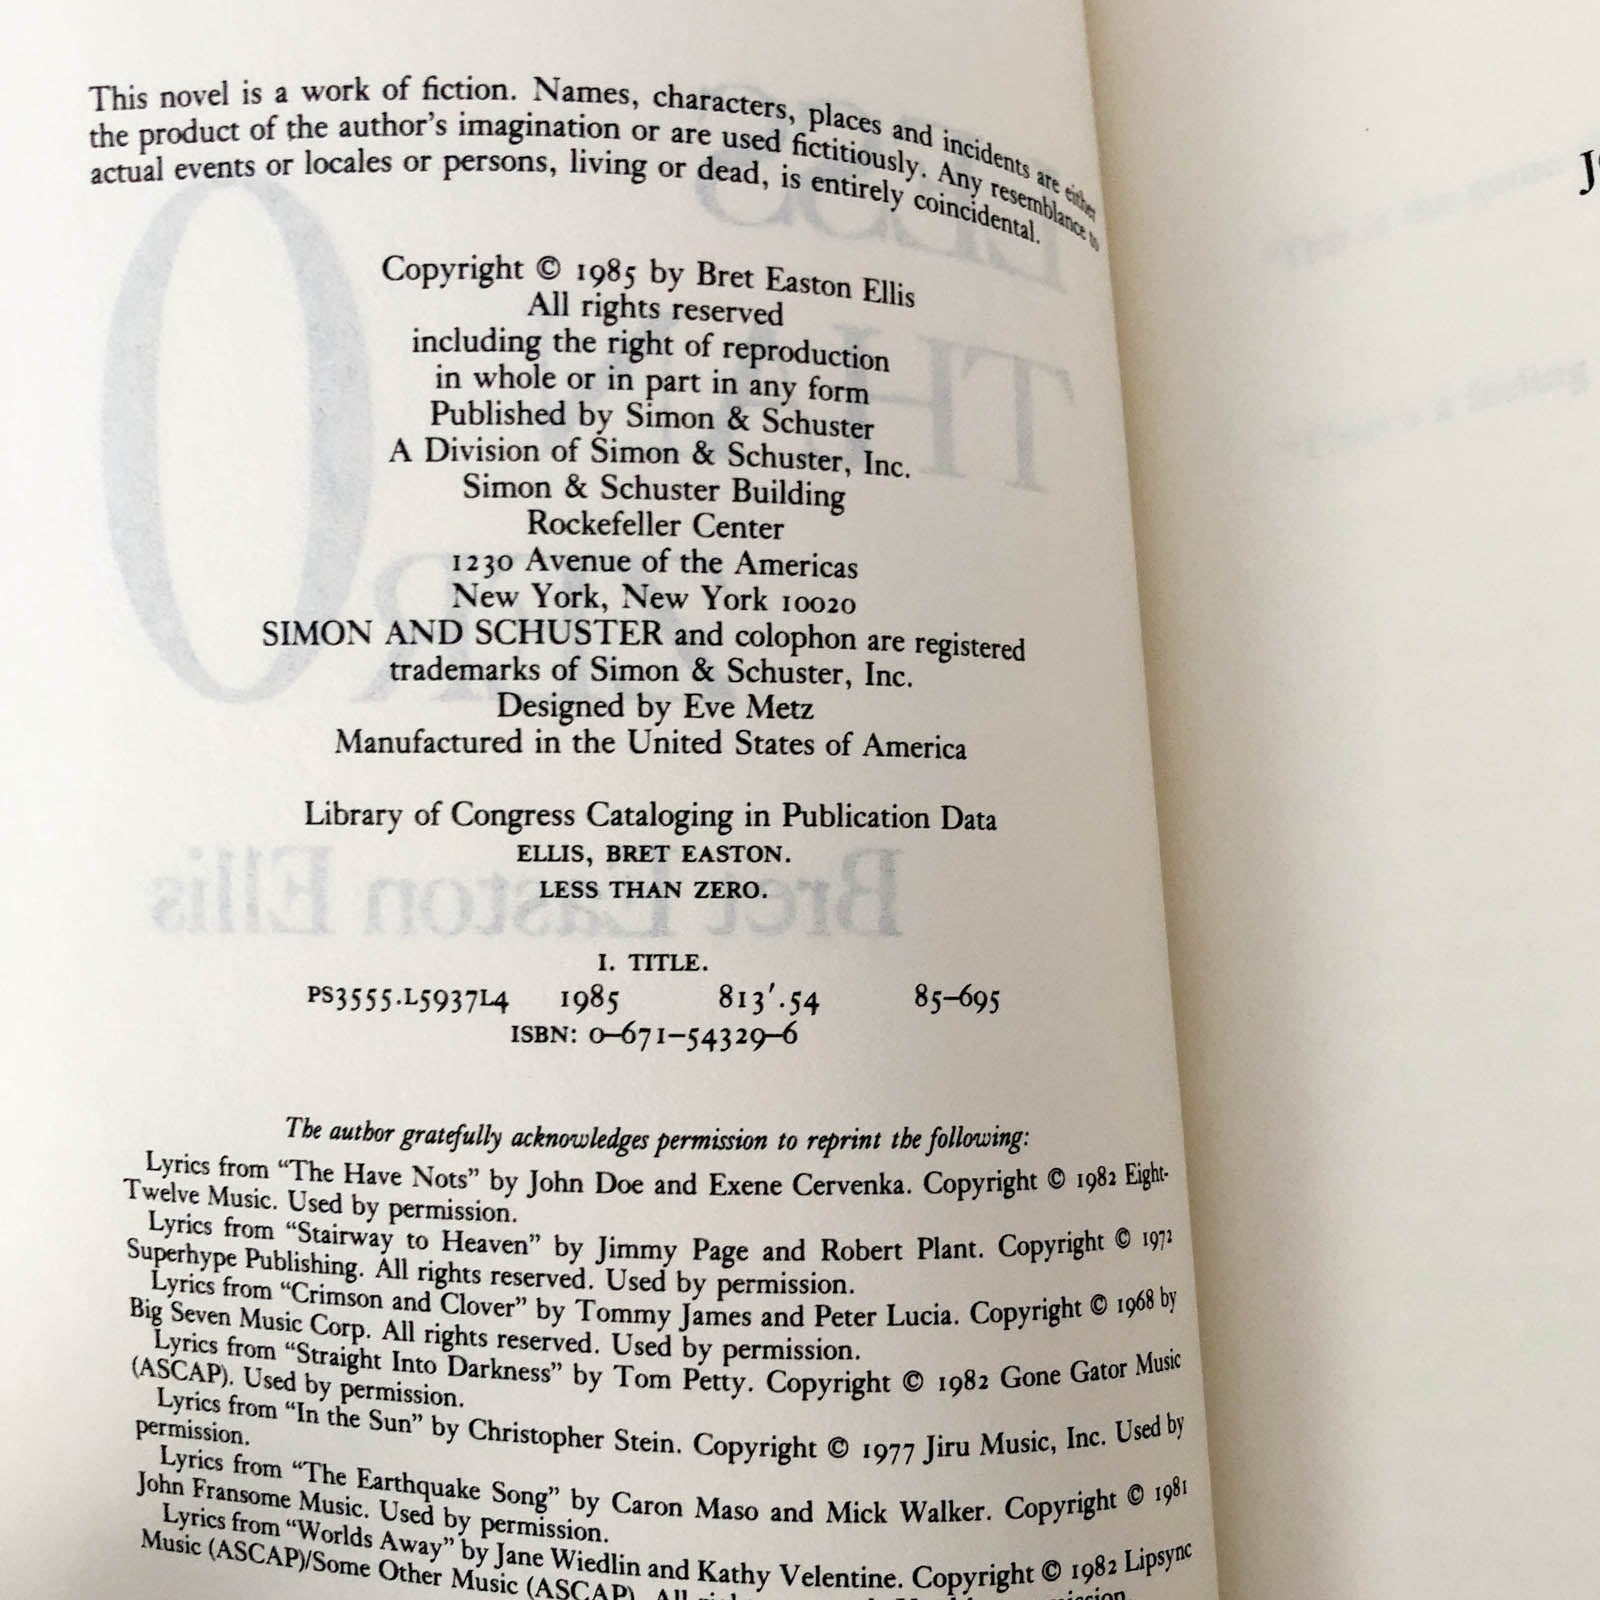 This novel is a work of fiction. Names, characters, places and incidents are either
the product of the author's imagination or are used fictitiously. Any resemblance to
actual events or locales or persons, living or dead, is entirely coincidental.
Copyright © 1985 by Bret Easton Ellis
All rights reserved
including the right of reproduction
in whole or in part in any form
Published by Simon & Schuster
A Division of Simon & Schuster, Inc.
Simon & Schuster Building
Rockefeller Center
1230 Avenue of the Americas
New York, New York 10020
SIMON AND SCHUSTER and colophon are registered
trademarks of Simon & Schuster, Inc.
Designed by Eve Metz
Manufactured in the United States of America
Library of Congress Cataloging in Publication Data
ELLIS, BRET EASTON.
LESS THAN ZERO.
I. TITLE.
PS3555.L5937L4 1985 813'.54 85–695
ISBN: 0–671–54329–6
The author gratefully acknowledges permission to reprint the following:
Lyrics from “The Have Nots” by John Doe and Exene Cervenka. Copyright © 1982 Eight-
Twelve Music. Used by permission.
Lyrics from “Stairway to Heaven” by Jimmy Page and Robert Plant. Copyright © 1972
Superhype Publishing. All rights reserved. Used by permission.
Lyrics from “Crimson and Clover” by Tommy James and Peter Lucia. Copyright © 1968 by
Big Seven Music Corp. All rights reserved. Used by permission.
Lyrics from “Straight Into Darkness” by Tom Petty. Copyright © 1982 Gone Gator Music
(ASCAP). Used by permission.
Lyrics from “In the Sun” by Christopher Stein. Copyright © 1977 Jiru Music, Inc. Used by
permission.
Lyrics from “The Earthquake Song” by Caron Maso and Mick Walker. Copyright © 1981
John Fransome Music. Used by permission.
Lyrics from “Worlds Away” by Jane Wiedlin and Kathy Velentine. Copyright © 1982 Lipsync
Music (ASCAP)/Some Other Music (ASCAP).